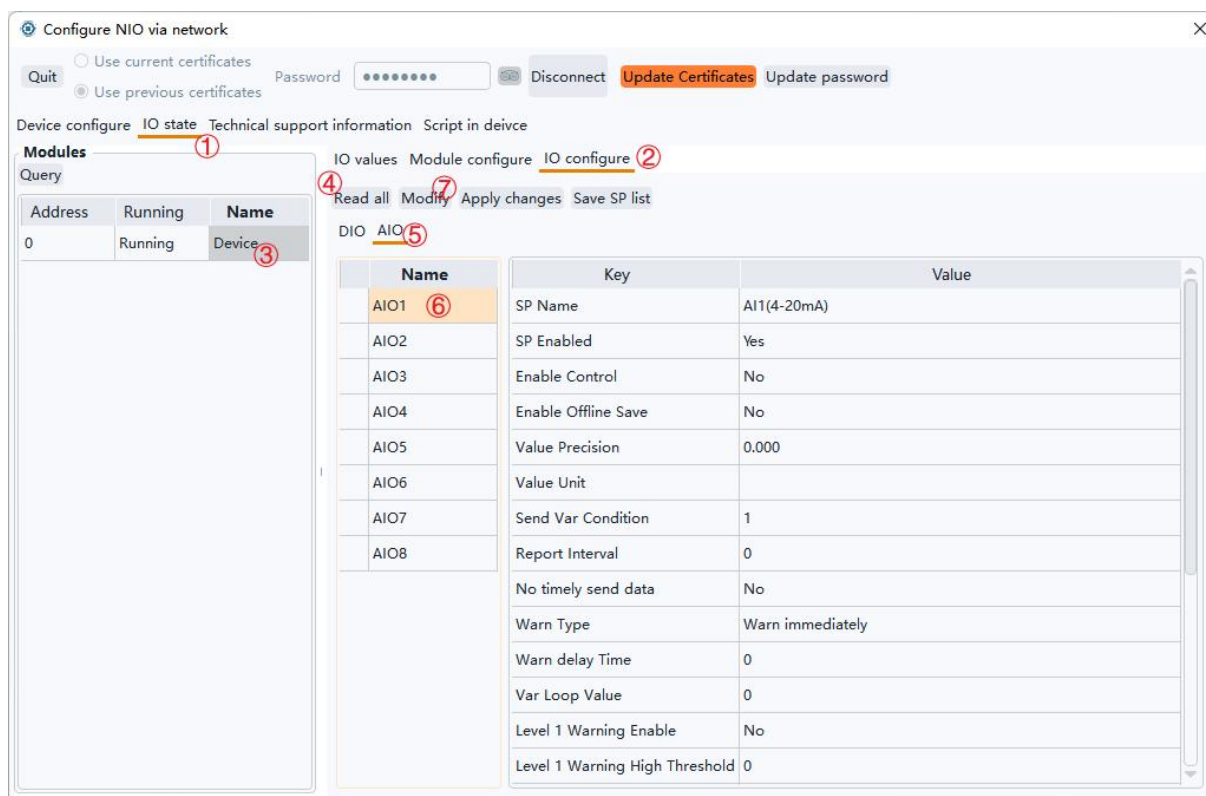 Configure NIO via network
Quit
Use current certificates
Use previous certificates
Password ●●●●●●●● Disconnect Update Certificates Update password
Device configure IO state Technical support information Script in deivce
①
Modules
Query
Address Running Name
0 Running Device
③
IO values Module configure IO configure ②
④ ⑦
Read all Modify Apply changes Save SP list
DIO AIO ⑤
Name
AIO1 ⑥
AIO2
AIO3
AIO4
AIO5
AIO6
AIO7
AIO8
Key Value
SP Name AI1(4-20mA)
SP Enabled Yes
Enable Control No
Enable Offline Save No
Value Precision 0.000
Value Unit
Send Var Condition 1
Report Interval 0
No timely send data No
Warn Type Warn immediately
Warn delay Time 0
Var Loop Value 0
Level 1 Warning Enable No
Level 1 Warning High Threshold 0